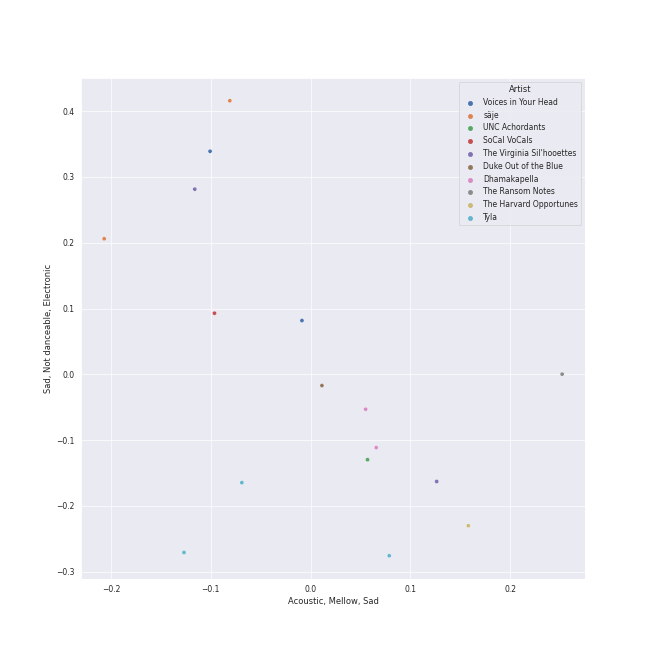 Artist
Voices in Your Head
säje
UNC Achordants
SoCal VoCals
The Virginia Sil'hooettes
Duke Out of the Blue
Dhamakapella
The Ransom Notes
The Harvard Opportunes
Tyla
Sad, Not danceable, Electronic
0.4
0.3
0.2
0.1
0.0
−0.1
−0.2
−0.3
−0.2 −0.1 0.0 0.1 0.2
Acoustic, Mellow, Sad